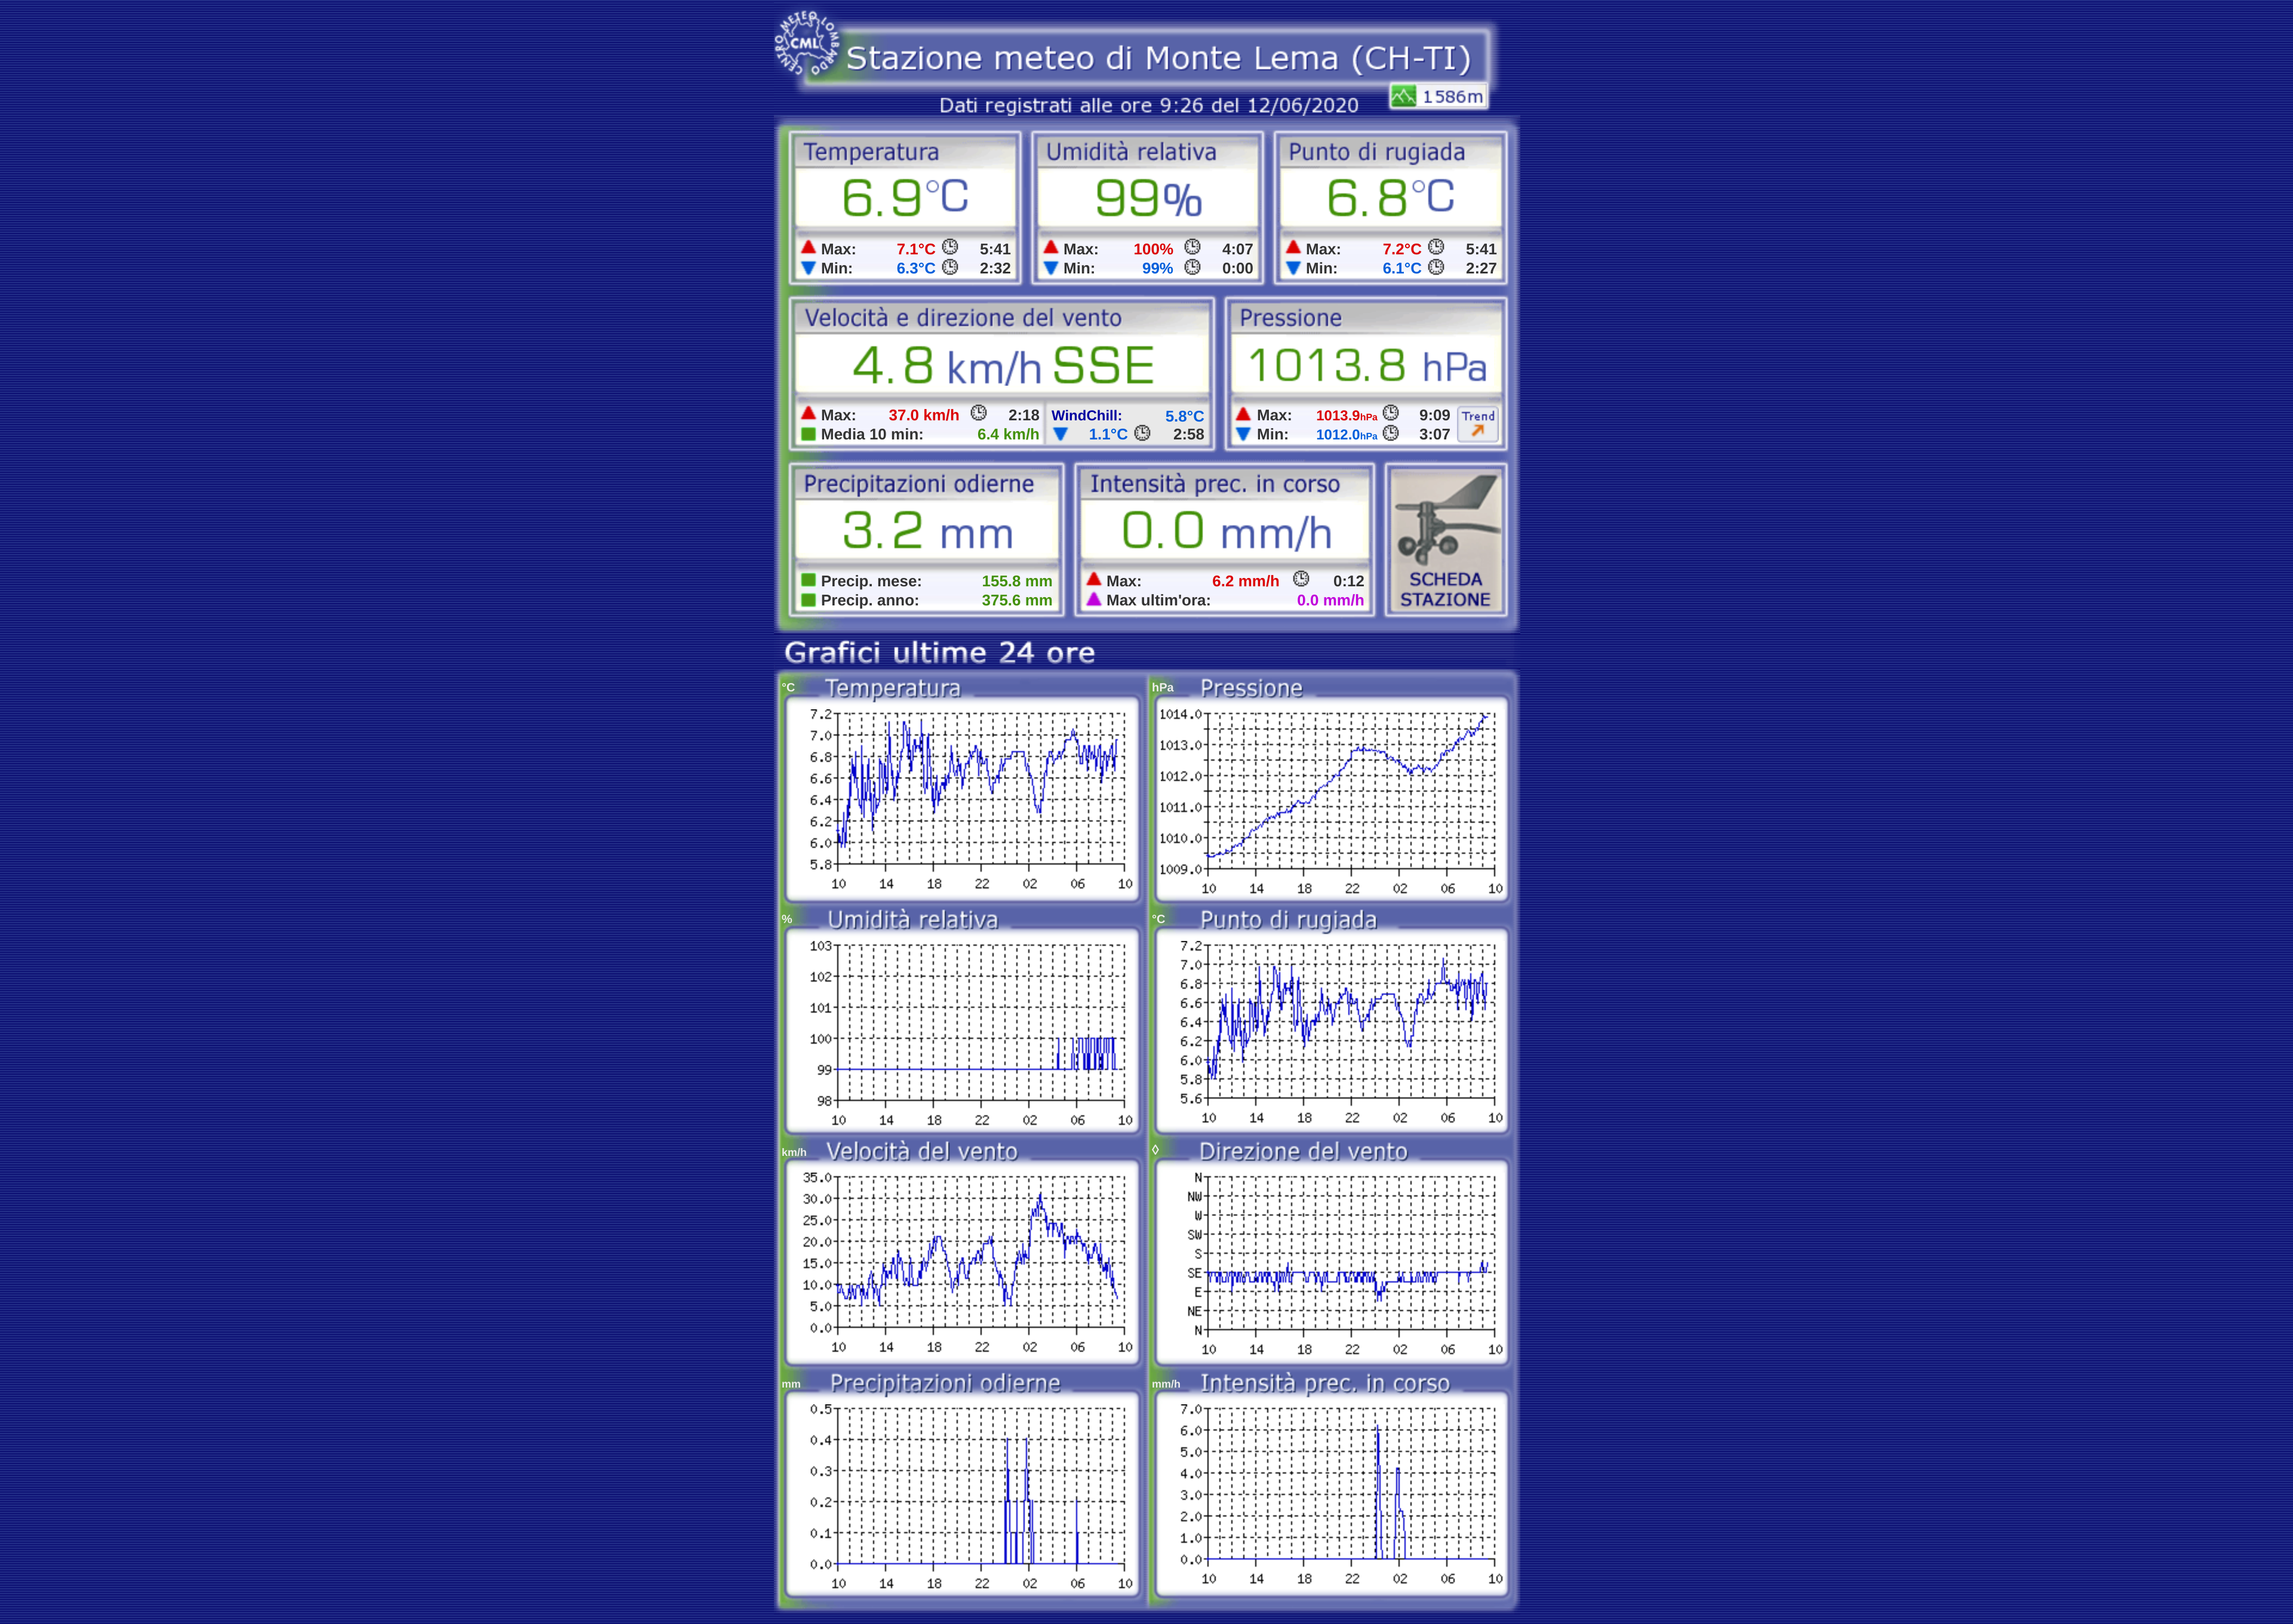 CENTRO METEO LOMBARDO
CML
Stazione meteo di Monte Lema (CH-TI)
1586m
Dati registrati alle ore 9:26 del 12/06/2020
Temperatura Umidità relativa Punto di rugiada
6.9°C 99% 6.8°C
Max: 7.1°C 5:41 Max: 100% 4:07 Max: 7.2°C 5:41
Min: 6.3°C 2:32 Min: 99% 0:00 Min: 6.1°C 2:27
Velocità e direzione del vento Pressione
4.8 km/h SSE 1013.8 hPa
Max: 37.0 km/h 2:18 WindChill: 5.8°C Max: 1013.9hPa 9:09 Trend
Media 10 min: 6.4 km/h 1.1°C 2:58 Min: 1012.0hPa 3:07
Precipitazioni odierne Intensità prec. in corso
3.2 mm 0.0 mm/h
Precip. mese: 155.8 mm Max: 6.2 mm/h 0:12 SCHEDA
Precip. anno: 375.6 mm Max ultim'ora: 0.0 mm/h STAZIONE
Grafici ultime 24 ore
°C Temperatura
7.2
7.0
6.8
6.6
6.4
6.2
6.0
5.8
10 14 18 22 02 06 10
hPa Pressione
1014.0
1013.0
1012.0
1011.0
1010.0
1009.0
10 14 18 22 02 06 10
% Umidità relativa
103
102
101
100
99
98
10 14 18 22 02 06 10
°C Punto di rugiada
7.2
7.0
6.8
6.6
6.4
6.2
6.0
5.8
5.6
10 14 18 22 02 06 10
km/h Velocità del vento
35.0
30.0
25.0
20.0
15.0
10.0
5.0
0.0
10 14 18 22 02 06 10
◊ Direzione del vento
N
NW
W
SW
S
SE
E
NE
N
10 14 18 22 02 06 10
mm Precipitazioni odierne
0.5
0.4
0.3
0.2
0.1
0.0
10 14 18 22 02 06 10
mm/h Intensità prec. in corso
7.0
6.0
5.0
4.0
3.0
2.0
1.0
0.0
10 14 18 22 02 06 10